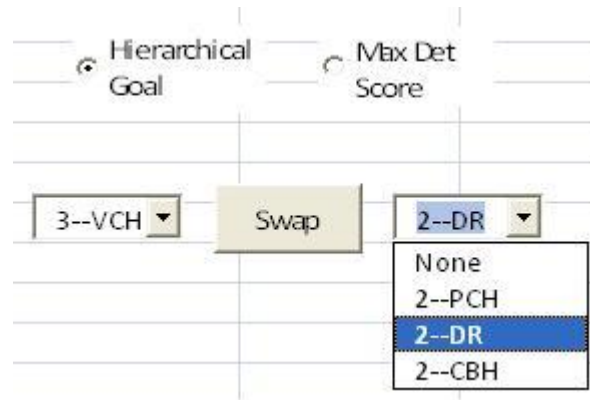 Hierarchical
Goal
Max Det
Score
3--VCH
Swap
2--DR
None
2--PCH
2--DR
2--CBH